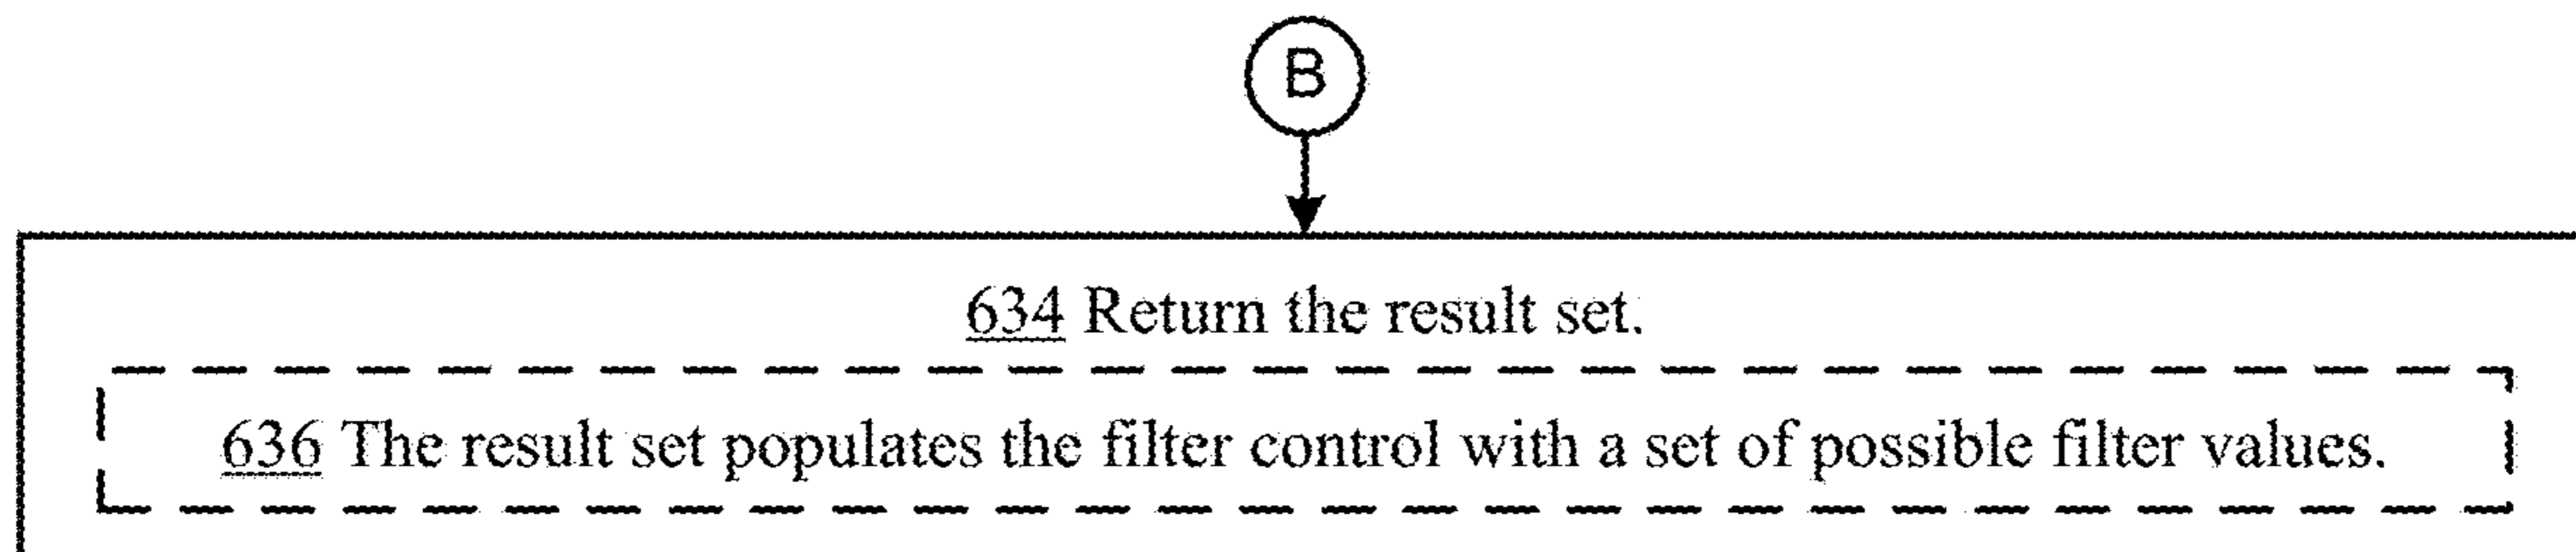 B
634 Return the result set.
636 The result set populates the filter control with a set of possible filter values.